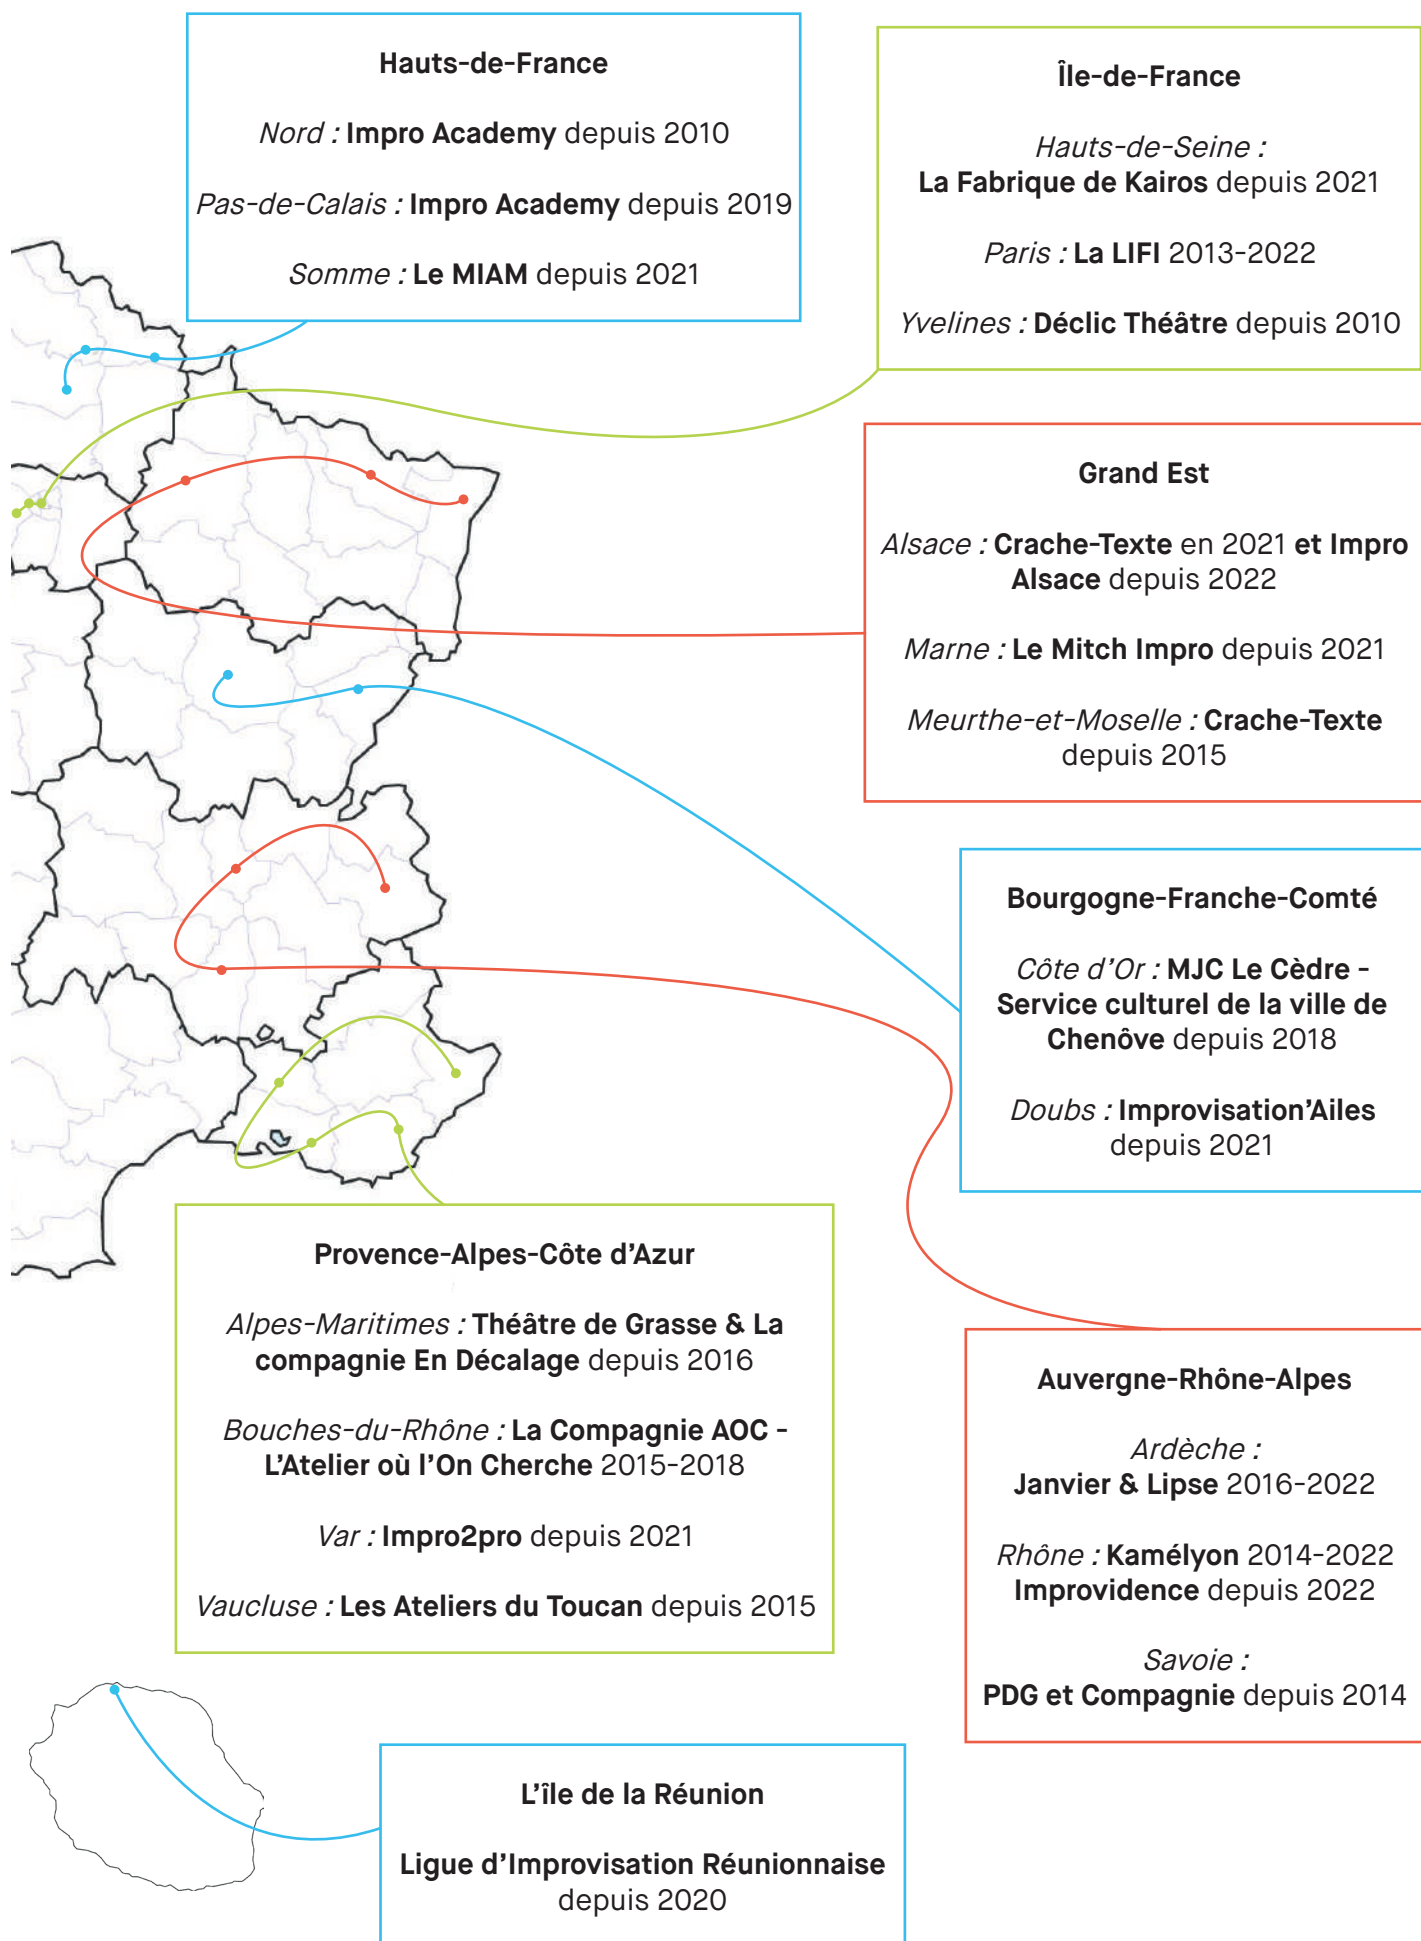 Hauts-de-France
Nord : Impro Academy depuis 2010
Pas-de-Calais : Impro Academy depuis 2019
Somme : Le MIAM depuis 2021
Île-de-France
Hauts-de-Seine :
La Fabrique de Kairos depuis 2021
Paris : La LIFI 2013-2022
Yvelines : Déclic Théâtre depuis 2010
Grand Est
Alsace : Crache-Texte en 2021 et Impro
Alsace depuis 2022
Marne : Le Mitch Impro depuis 2021
Meurthe-et-Moselle : Crache-Texte
depuis 2015
Bourgogne-Franche-Comté
Côte d’Or : MJC Le Cèdre -
Service culturel de la ville de
Chenôve depuis 2018
Doubs : Improvisation’Ailes
depuis 2021
Provence-Alpes-Côte d’Azur
Alpes-Maritimes : Théâtre de Grasse & La
compagnie En Décalage depuis 2016
Bouches-du-Rhône : La Compagnie AOC -
L’Atelier où l’On Cherche 2015-2018
Var : Impro2pro depuis 2021
Vaucluse : Les Ateliers du Toucan depuis 2015
Auvergne-Rhône-Alpes
Ardèche :
Janvier & Lipse 2016-2022
Rhône : Kamélyon 2014-2022
Improvidence depuis 2022
Savoie :
PDG et Compagnie depuis 2014
L’île de la Réunion
Ligue d’Improvisation Réunionnaise
depuis 2020